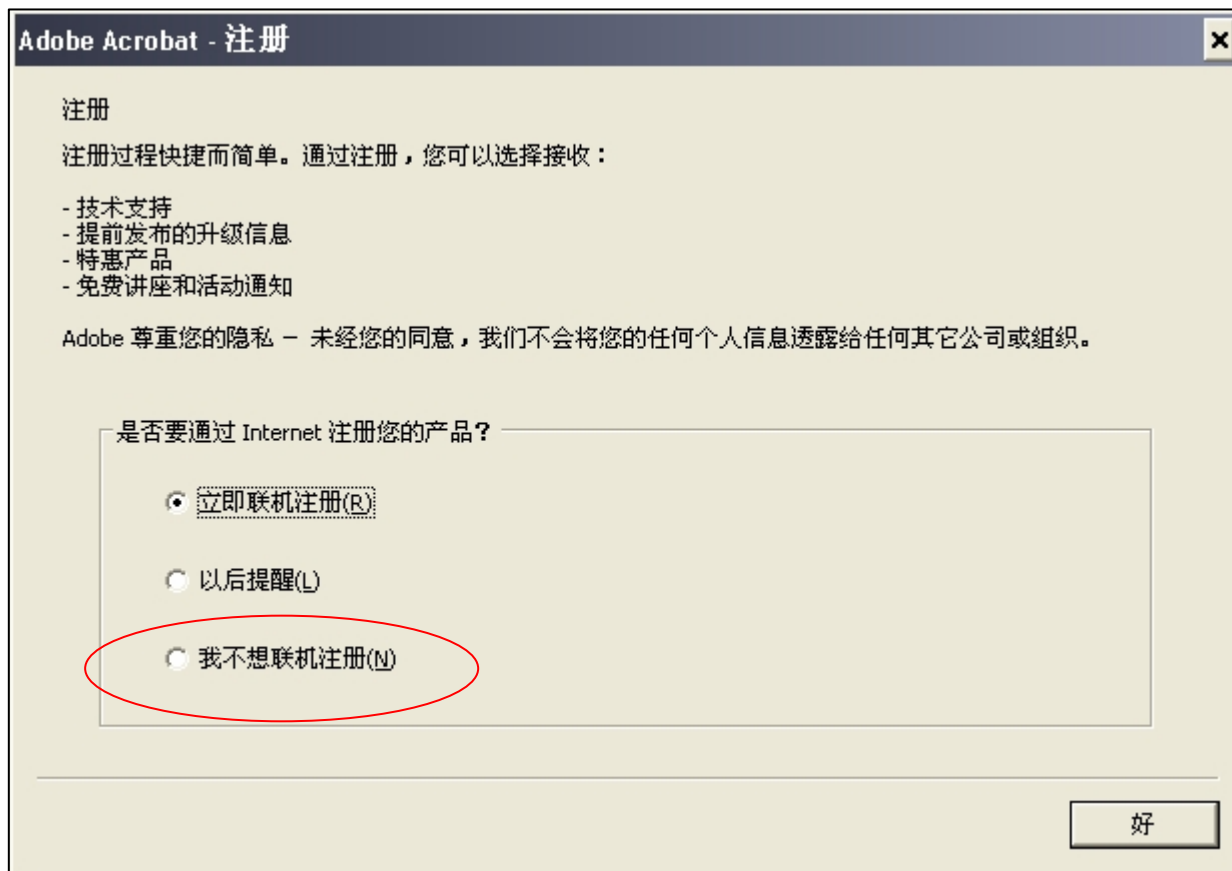 Adobe Acrobat - 注册
注册
注册过程快捷而简单。通过注册，您可以选择接收：
- 技术支持
- 提前发布的升级信息
- 特惠产品
- 免费讲座和活动通知
Adobe 尊重您的隐私 － 未经您的同意，我们不会将您的任何个人信息透露给任何其它公司或组织。
是否要通过 Internet 注册您的产品？
立即联机注册(R)
以后提醒(L)
我不想联机注册(N)
好